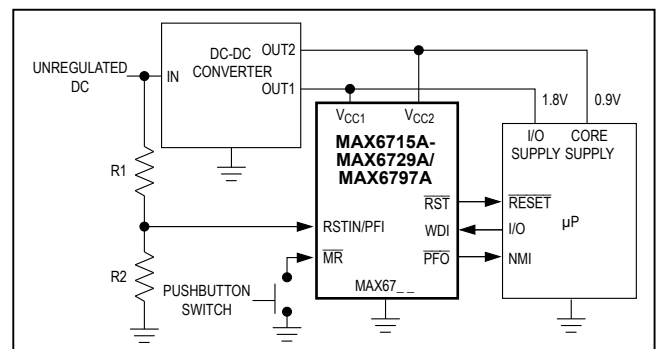 UNREGULATED
DC
IN
DC-DC
CONVERTER
OUT2
OUT1
R1
R2
VCC1
VCC2
MAX6715A-
MAX6729A/
MAX6797A
RSTIN/PFI
MR
RST
WDI
PFO
MAX67_ _
PUSHBUTTON
SWITCH
1.8V
0.9V
I/O
SUPPLY
CORE
SUPPLY
RESET
I/O
µP
NMI